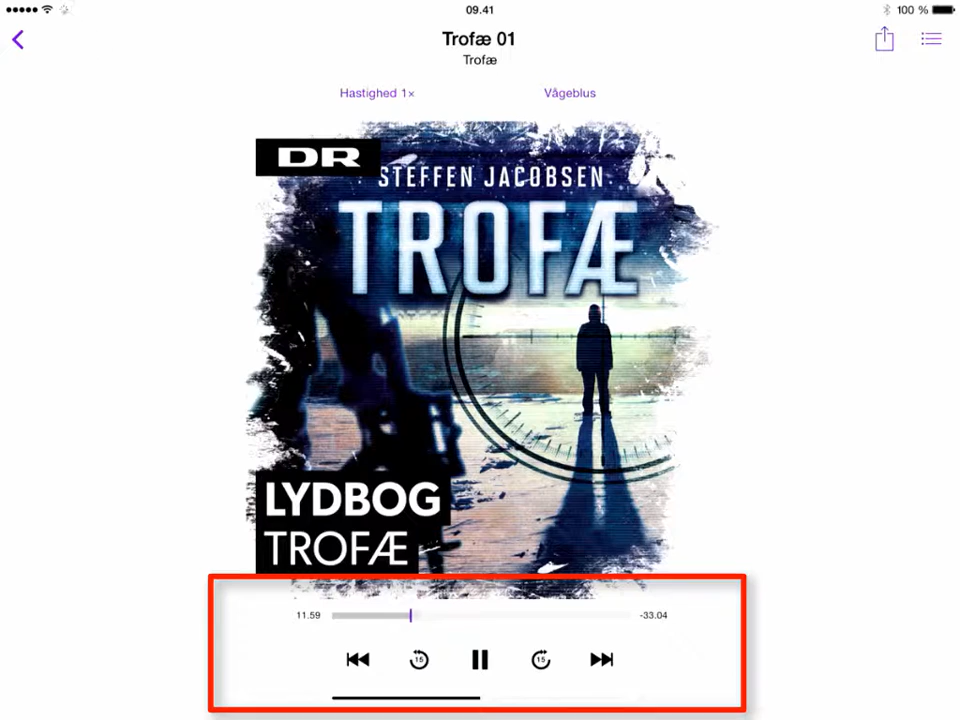 09.41
100 %
Trofæ 01
Trofæ
Hastighed 1×
Vågeblus
DR
STEFFEN JACOBSEN
TROFÆ
LYDBOG
TROFÆ
11.59
-33.04
15
15